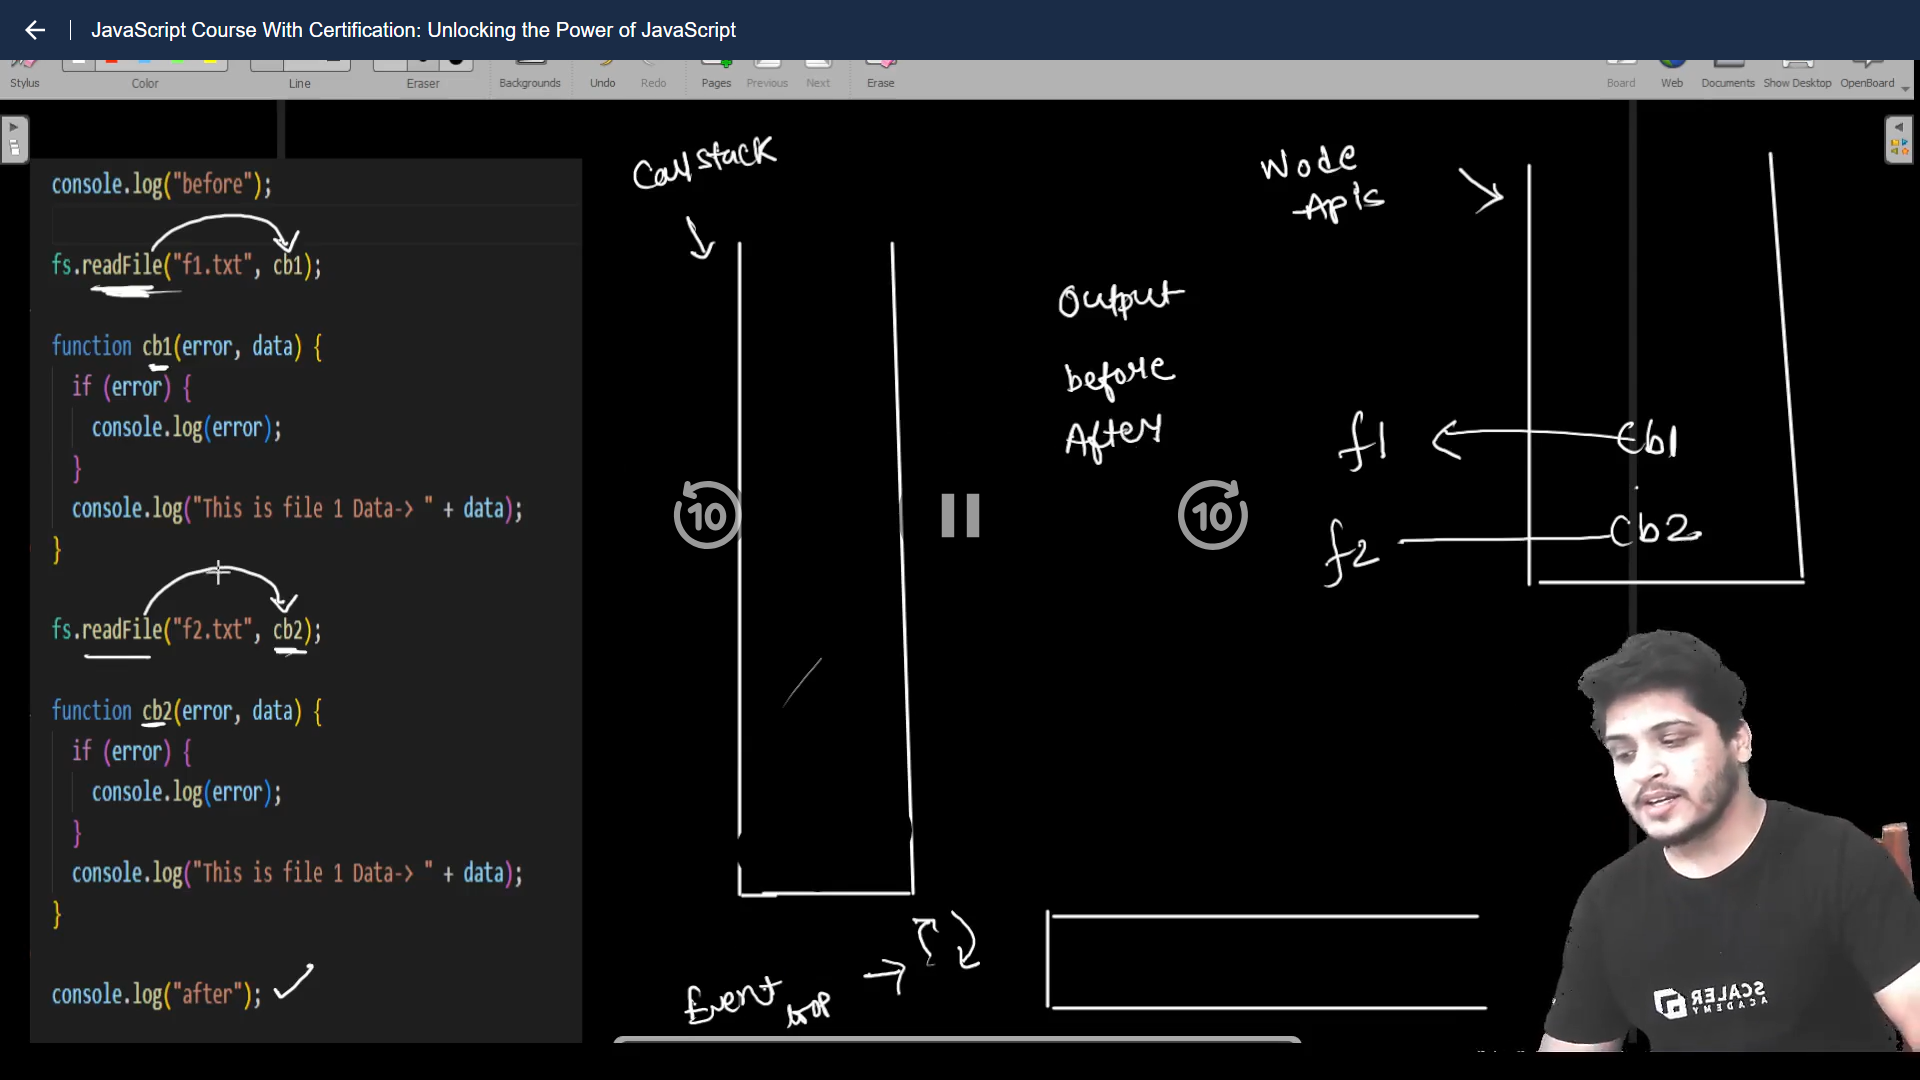 JavaScript Course With Certification: Unlocking the Power of JavaScript
Stylus
Color
Line
Eraser
Backgrounds
Undo
Redo
Pages
Previous
Next
Erase
Board
Web
Documents
Show Desktop
OpenBoard
console.log("before");
fs.readFile("f1.txt", cb1);
function cb1(error, data) {
if (error) {
console.log(error);
}
console.log("This is file 1 Data-> " + data);
}
fs.readFile("f2.txt", cb2);
function cb2(error, data) {
if (error) {
console.log(error);
}
console.log("This is file 1 Data-> " + data);
}
console.log("after");
Call stack
Node
Apis
Output
before
After
f1
cb1
f2
cb2
10
10
Event
loop
SCALER
ACADEMY